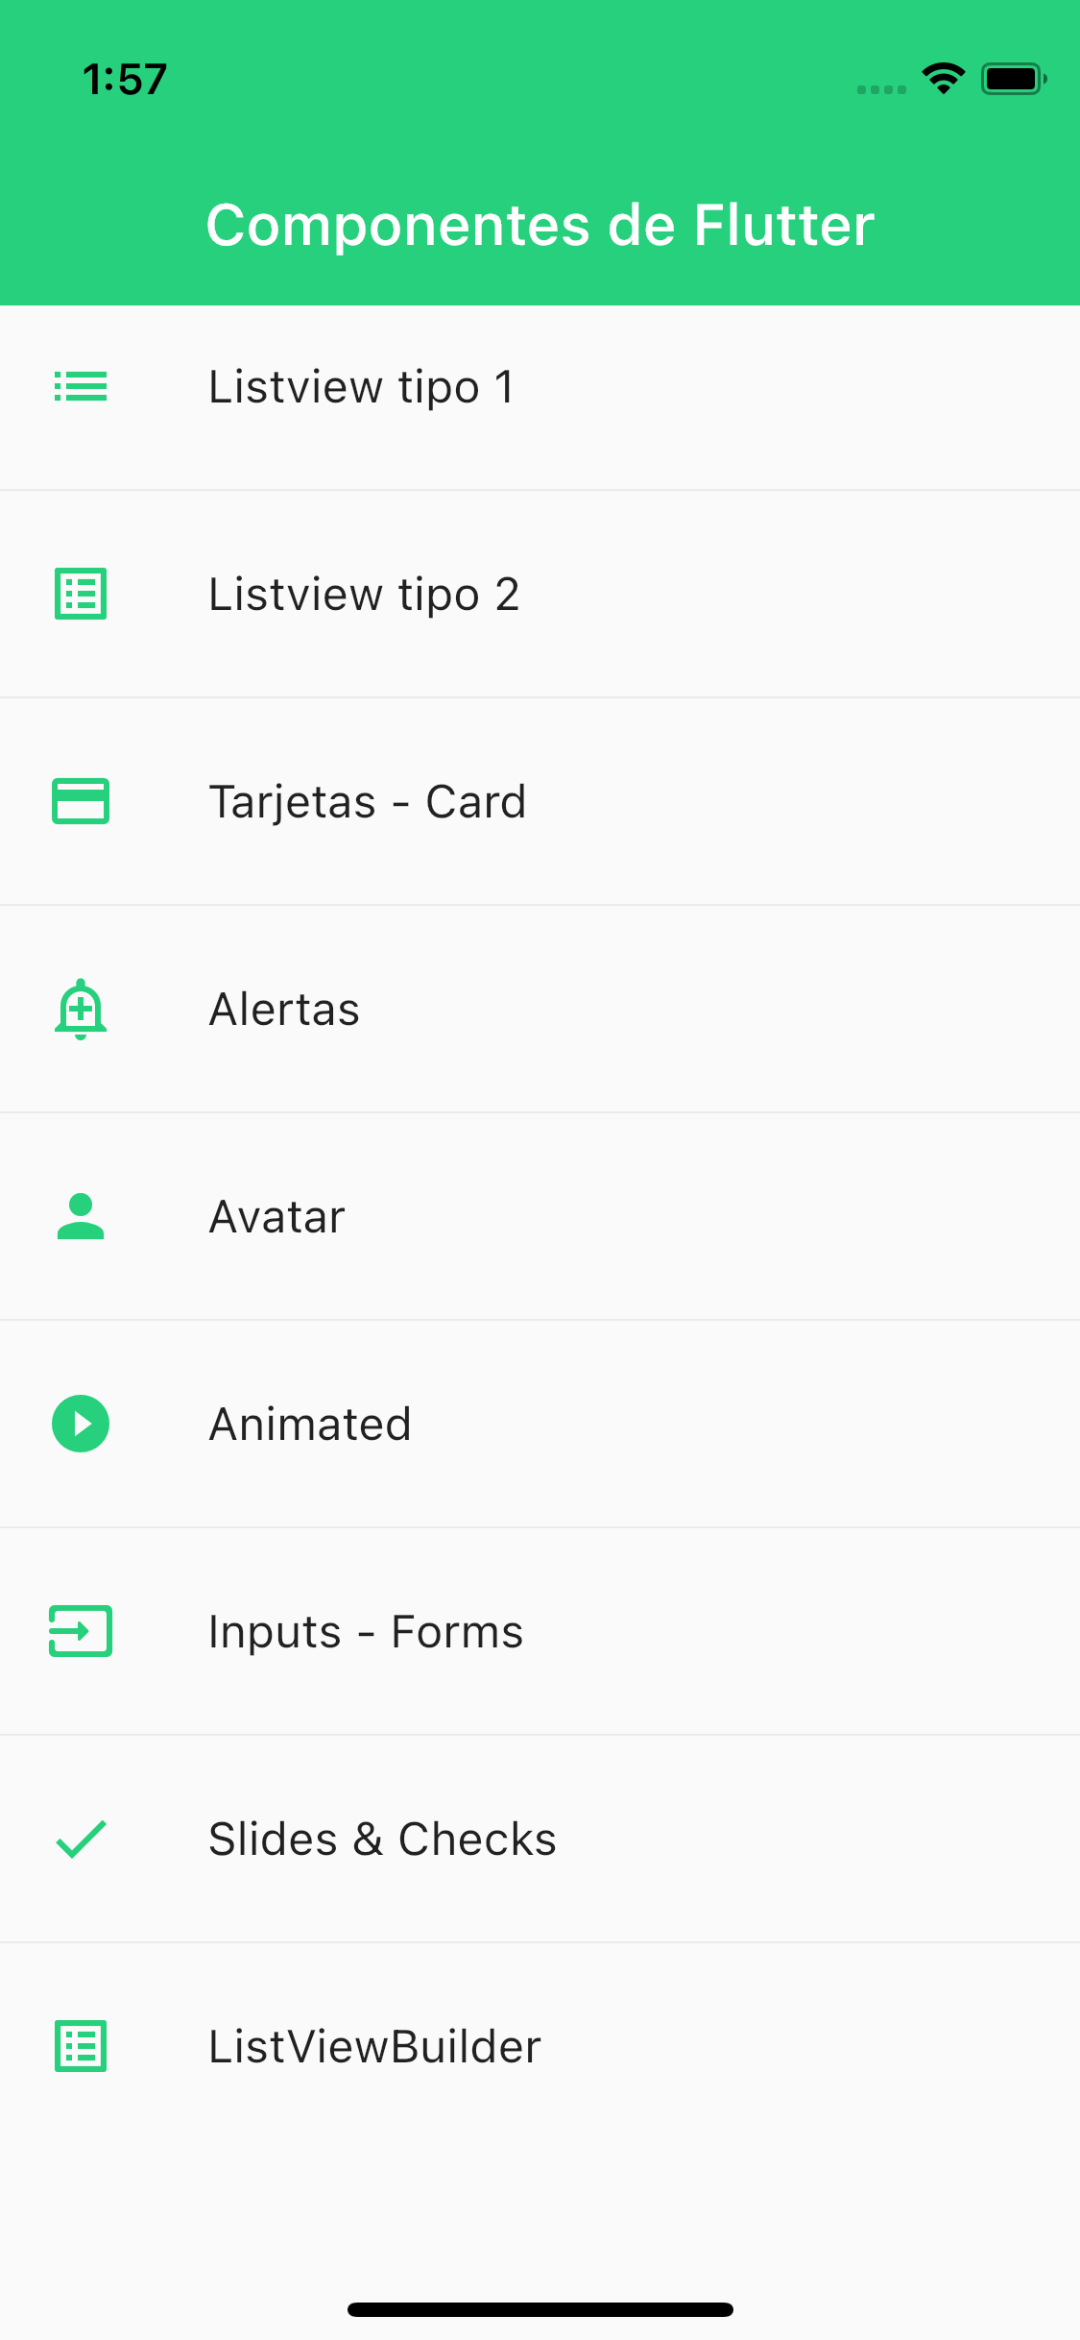 1:57
Componentes de Flutter
Listview tipo 1
Listview tipo 2
Tarjetas - Card
Alertas
Avatar
Animated
Inputs - Forms
Slides & Checks
ListViewBuilder